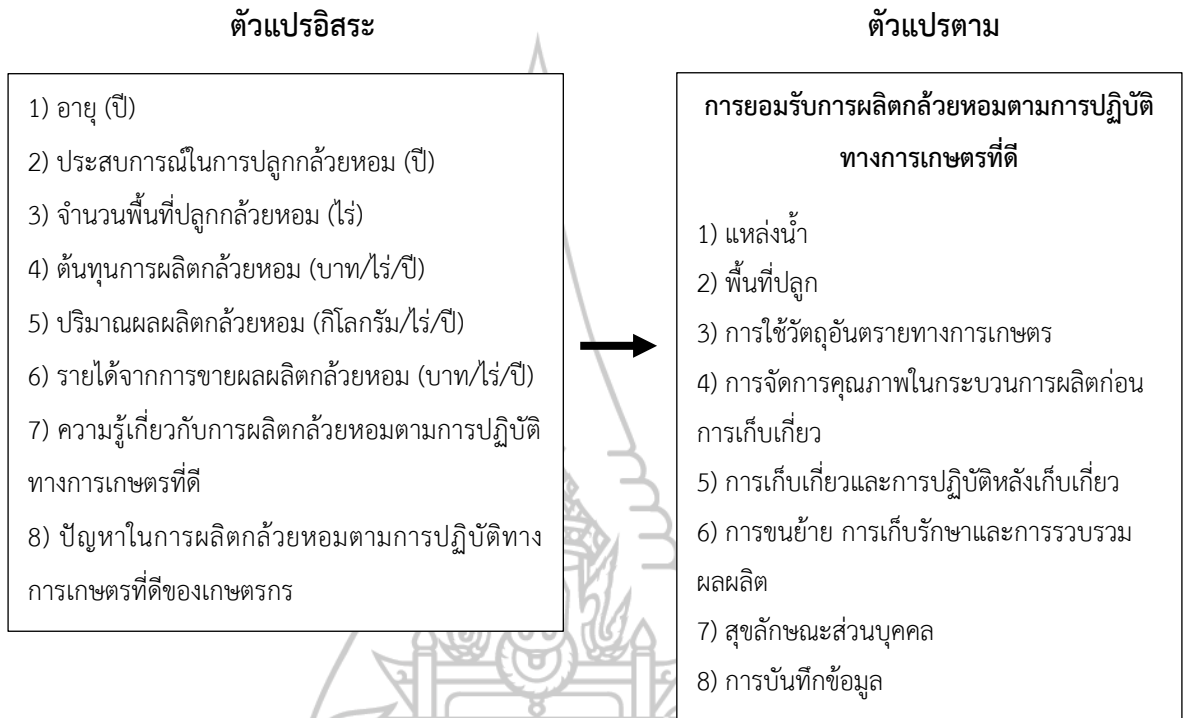 ตัวแปรอิสระ
1) อายุ (ปี)
2) ประสบการณ์ในการปลูกกล้วยหอม (ปี)
3) จำนวนพื้นที่ปลูกกล้วยหอม (ไร่)
4) ต้นทุนการผลิตกล้วยหอม (บาท/ไร่/ปี)
5) ปริมาณผลผลิตกล้วยหอม (กิโลกรัม/ไร่/ปี)
6) รายได้จากการขายผลผลิตกล้วยหอม (บาท/ไร่/ปี)
7) ความรู้เกี่ยวกับการผลิตกล้วยหอมตามการปฏิบัติ
ทางการเกษตรที่ดี
8) ปัญหาในการผลิตกล้วยหอมตามการปฏิบัติทาง
การเกษตรที่ดีของเกษตรกร
ตัวแปรตาม
การยอมรับการผลิตกล้วยหอมตามการปฏิบัติ
ทางการเกษตรที่ดี
1) แหล่งน้ำ
2) พื้นที่ปลูก
3) การใช้วัตถุอันตรายทางการเกษตร
4) การจัดการคุณภาพในกระบวนการผลิตก่อน
การเก็บเกี่ยว
5) การเก็บเกี่ยวและการปฏิบัติหลังเก็บเกี่ยว
6) การขนย้าย การเก็บรักษาและการรวบรวม
ผลผลิต
7) สุขลักษณะส่วนบุคคล
8) การบันทึกข้อมูล